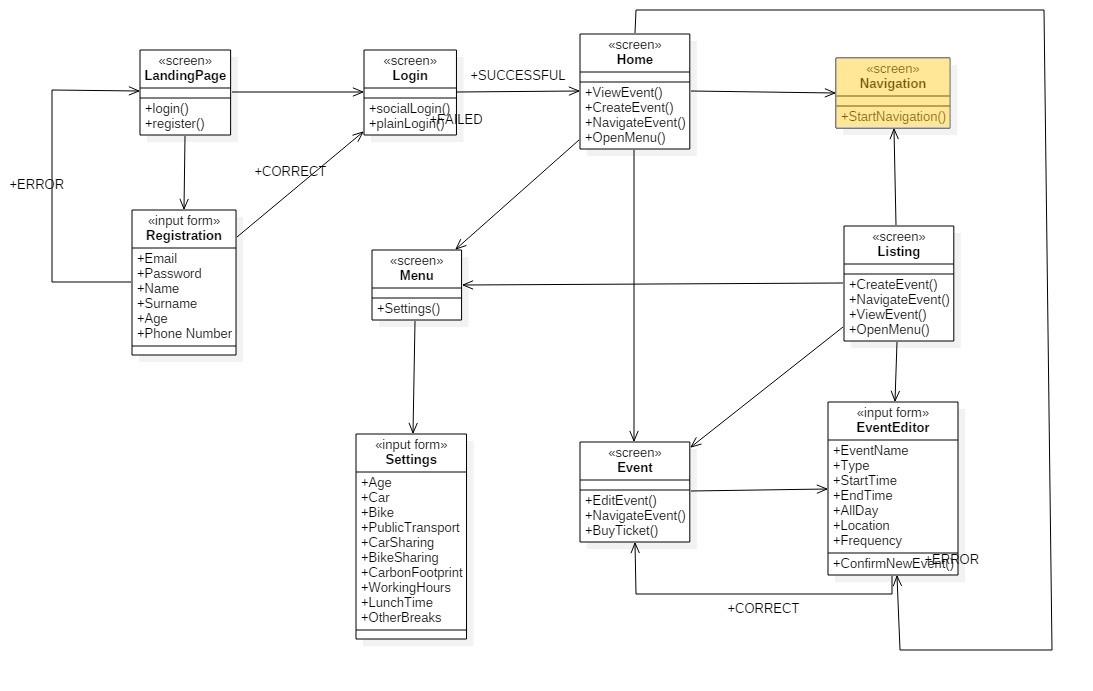 «screen»
LandingPage
+login()
+register()
«screen»
Login
+socialLogin()
+plainLogin()
+FAILED
+SUCCESSFUL
«screen»
Home
+ViewEvent()
+CreateEvent()
+NavigateEvent()
+OpenMenu()
«screen»
Navigation
+StartNavigation()
+ERROR
+CORRECT
«input form»
Registration
+Email
+Password
+Name
+Surname
+Age
+Phone Number
«screen»
Menu
+Settings()
«screen»
Listing
+CreateEvent()
+NavigateEvent()
+ViewEvent()
+OpenMenu()
«input form»
Settings
+Age
+Car
+Bike
+PublicTransport
+CarSharing
+BikeSharing
+CarbonFootprint
+WorkingHours
+LunchTime
+OtherBreaks
«screen»
Event
+EditEvent()
+NavigateEvent()
+BuyTicket()
«input form»
EventEditor
+EventName
+Type
+StartTime
+EndTime
+AllDay
+Location
+Frequency
+ConfirmNewEvent()
+ERROR
+CORRECT